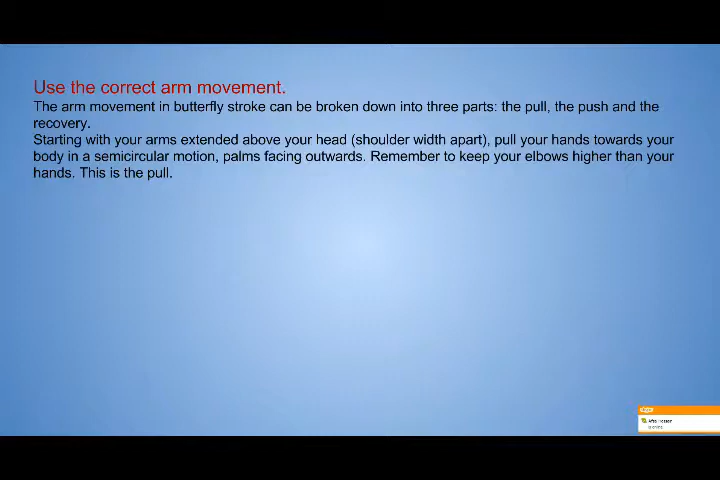 Use the correct arm movement.
The arm movement in butterfly stroke can be broken down into three parts: the pull, the push and the
recovery.
Starting with your arms extended above your head (shoulder width apart), pull your hands towards your
body in a semicircular motion, palms facing outwards. Remember to keep your elbows higher than your
hands. This is the pull.